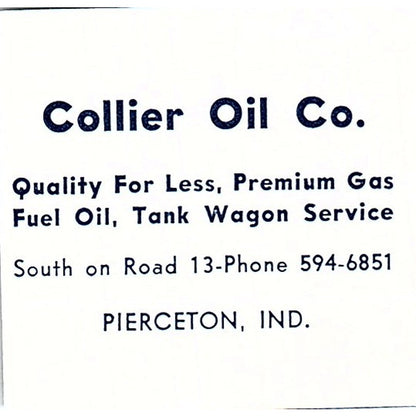 Collier Oil Co.
Quality For Less, Premium Gas
Fuel Oil, Tank Wagon Service
South on Road 13-Phone 594-6851
PIERCETON, IND.